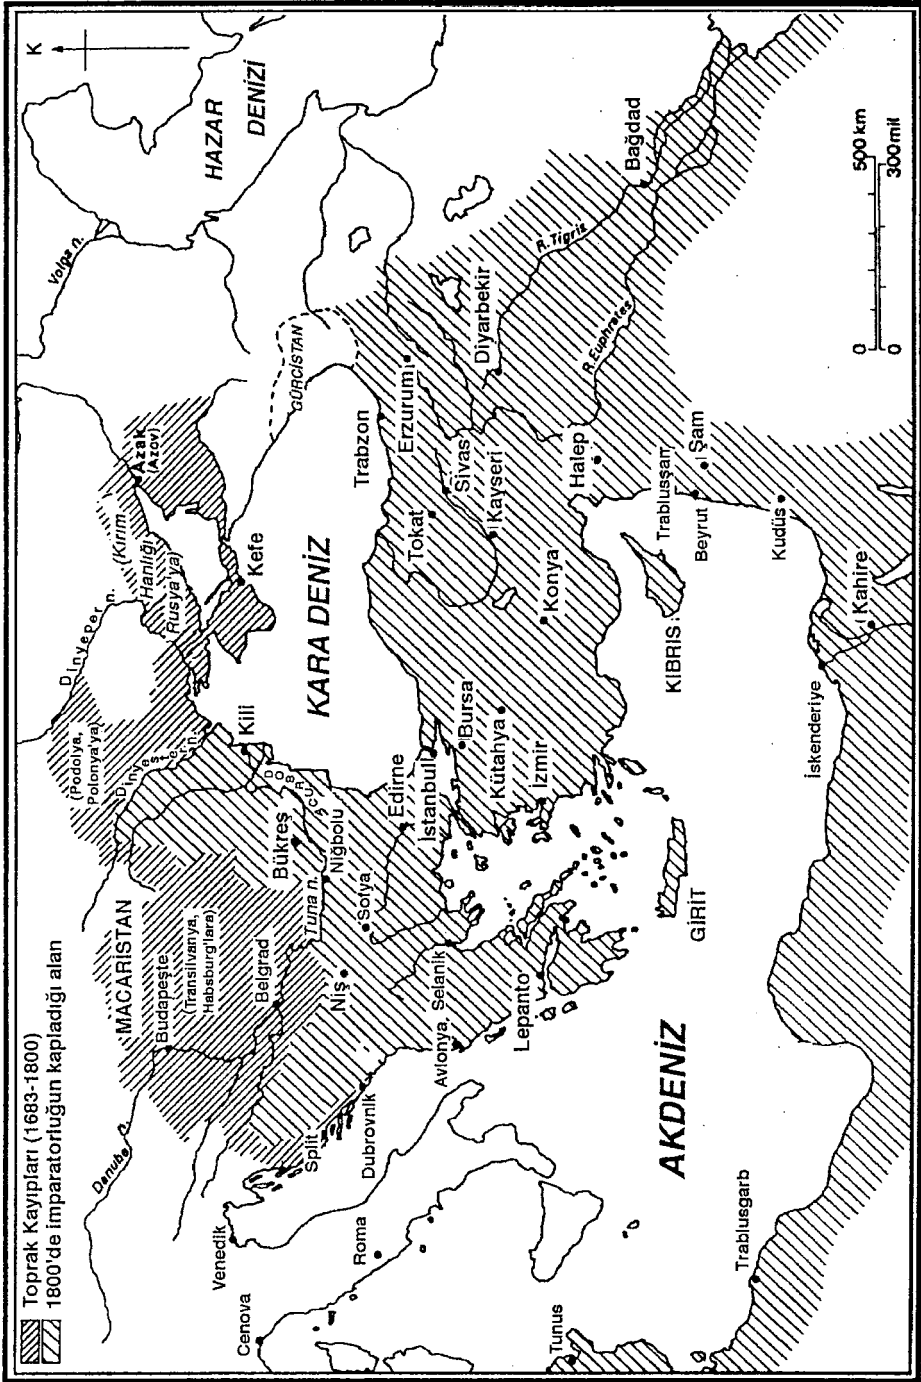 Toprak Kayıpları (1683-1800)
1800'de imparatorluğun kapladığı alan
K
Danube n.
MACARİSTAN
Budapeşte
(Transilvanya,
Habsburg'lara)
Belgrad
(Podolya,
Polonya'ya)
Dinyester n.
Dinyeper n.
(Kırım
Hanlığı
Rusya'ya)
Azak
(Azov)
Volga n.
HAZAR
DENİZİ
Venedik
Cenova
Split
Dubrovnik
Roma
Niş
Tuna n.
Sofya
Niğbolu
Bükreş
DOBRUCA
Kili
Kefe
KARA DENİZ
GÜRCİSTAN
Avlonya
Selanik
Lepanto
Edirne
İstanbul
Bursa
Kütahya
İzmir
Konya
Tokat
Sivas
Kayseri
Trabzon
Erzurum
Diyarbekir
R. Tigris
R. Euphrates
Bağdad
Halep
Trablusşam
Şam
Beyrut
Kudüs
KIBRIS
GİRİT
AKDENİZ
Tunus
Trablusgarb
İskenderiye
Kahire
0 500 km
0 300 mil